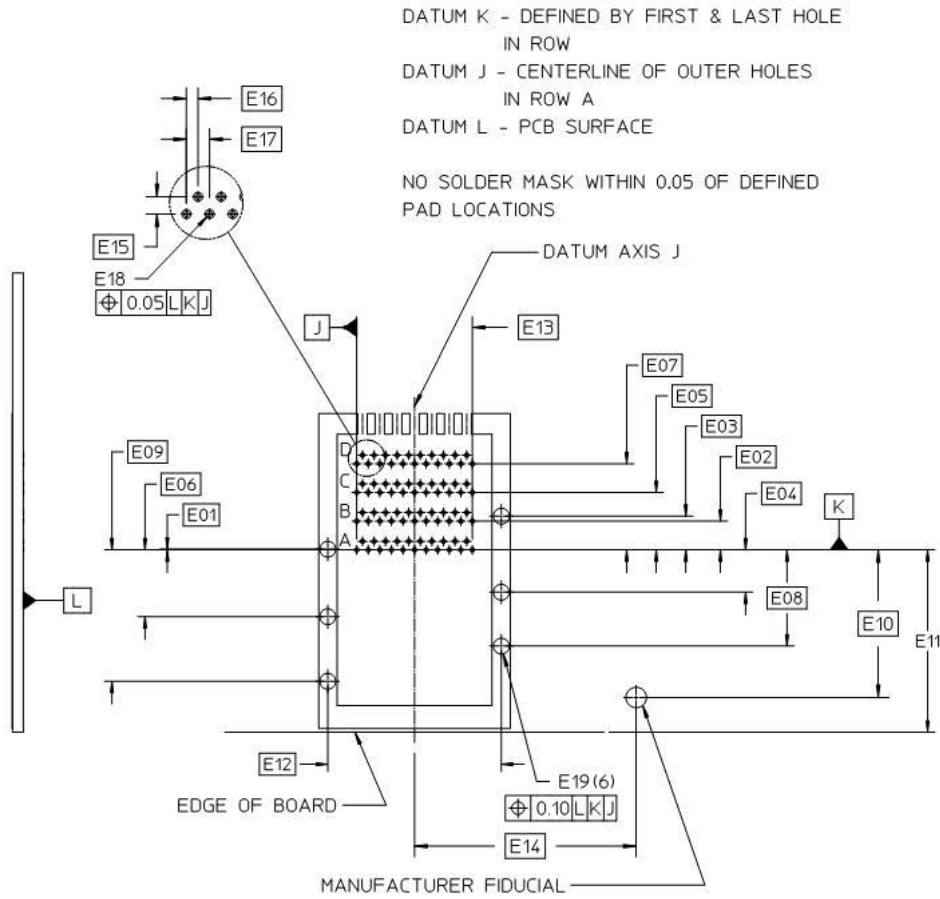 DATUM K - DEFINED BY FIRST & LAST HOLE
IN ROW
DATUM J - CENTERLINE OF OUTER HOLES
IN ROW A
DATUM L - PCB SURFACE
NO SOLDER MASK WITHIN 0.05 OF DEFINED
PAD LOCATIONS
E16
E17
E15
E18
⌖ 0.05 L K J
DATUM AXIS J
J
E13
E07
E05
E03
E02
E04
K
E09
E06
E01
D
C
B
A
L
E08
E10
E11
E12
E19(6)
⌖ 0.10 L K J
EDGE OF BOARD
E14
MANUFACTURER FIDUCIAL